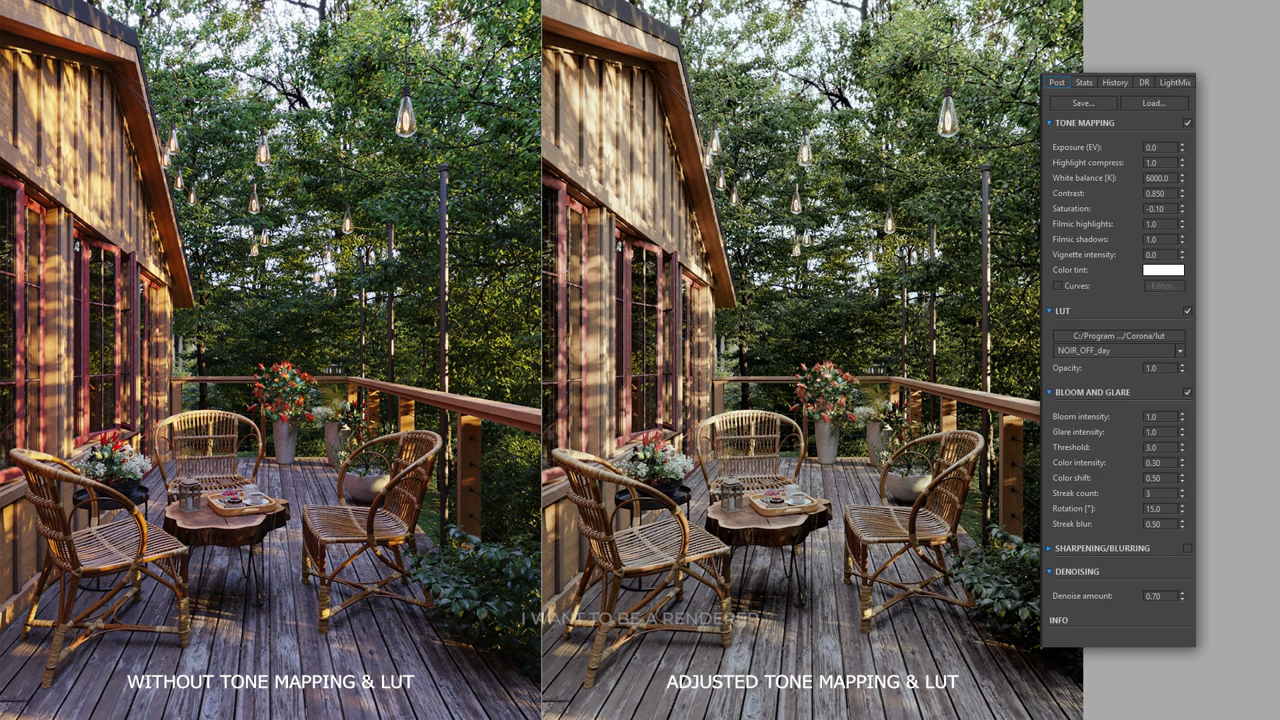 Post Stats History DR LightMix
Save... Load...
TONE MAPPING
Exposure (EV): 0.0
Highlight compress: 1.0
White balance [K]: 6000.0
Contrast: 0.850
Saturation: -0.10
Filmic highlights: 1.0
Filmic shadows: 1.0
Vignette intensity: 0.0
Color tint:
Curves: Editor...
LUT
C:/Program .../Corona/lut
NOIR_OFF_day
Opacity: 1.0
BLOOM AND GLARE
Bloom intensity: 1.0
Glare intensity: 1.0
Threshold: 3.0
Color intensity: 0.30
Color shift: 0.50
Streak count: 3
Rotation [°]: 15.0
Streak blur: 0.50
SHARPENING/BLURRING
DENOISING
Denoise amount: 0.70
INFO
I WANT TO BE A RENDERER
WITHOUT TONE MAPPING & LUT
ADJUSTED TONE MAPPING & LUT